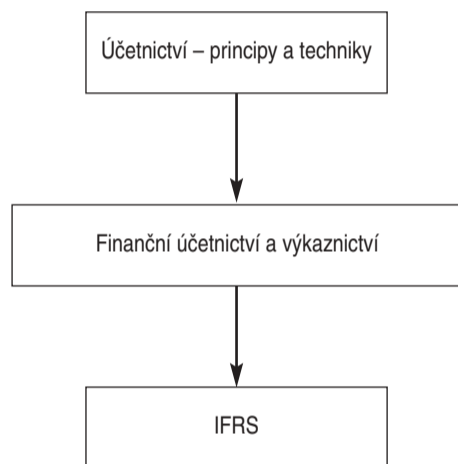 Účetnictví – principy a techniky
Finanční účetnictví a výkaznictví
IFRS